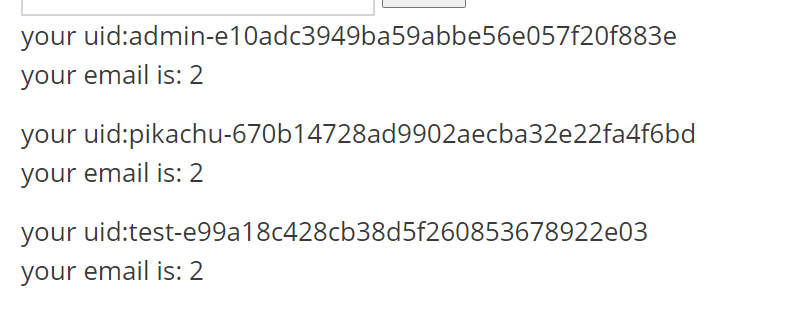 your uid:admin-e10adc3949ba59abbe56e057f20f883e
your email is: 2
your uid:pikachu-670b14728ad9902aecba32e22fa4f6bd
your email is: 2
your uid:test-e99a18c428cb38d5f260853678922e03
your email is: 2